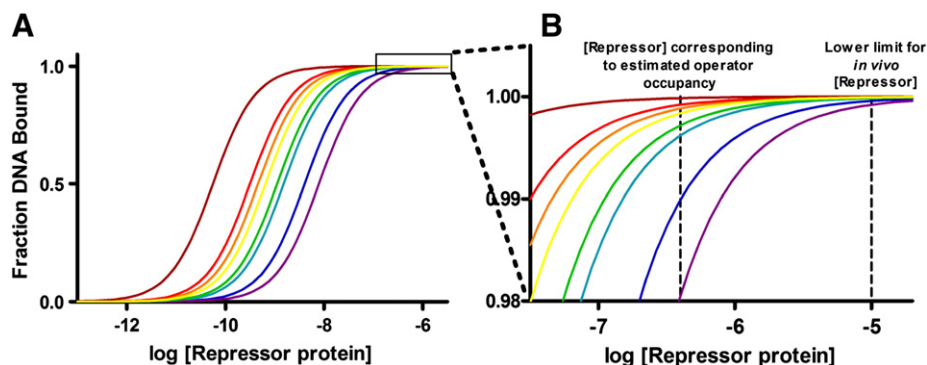 A
B
1.0
0.5
0.0
Fraction DNA Bound
-12
-10
-8
-6
log [Repressor protein]
[Repressor] corresponding
to estimated operator
occupancy
Lower limit for
in vivo
[Repressor]
1.00
0.99
0.98
-7
-6
-5
log [Repressor protein]